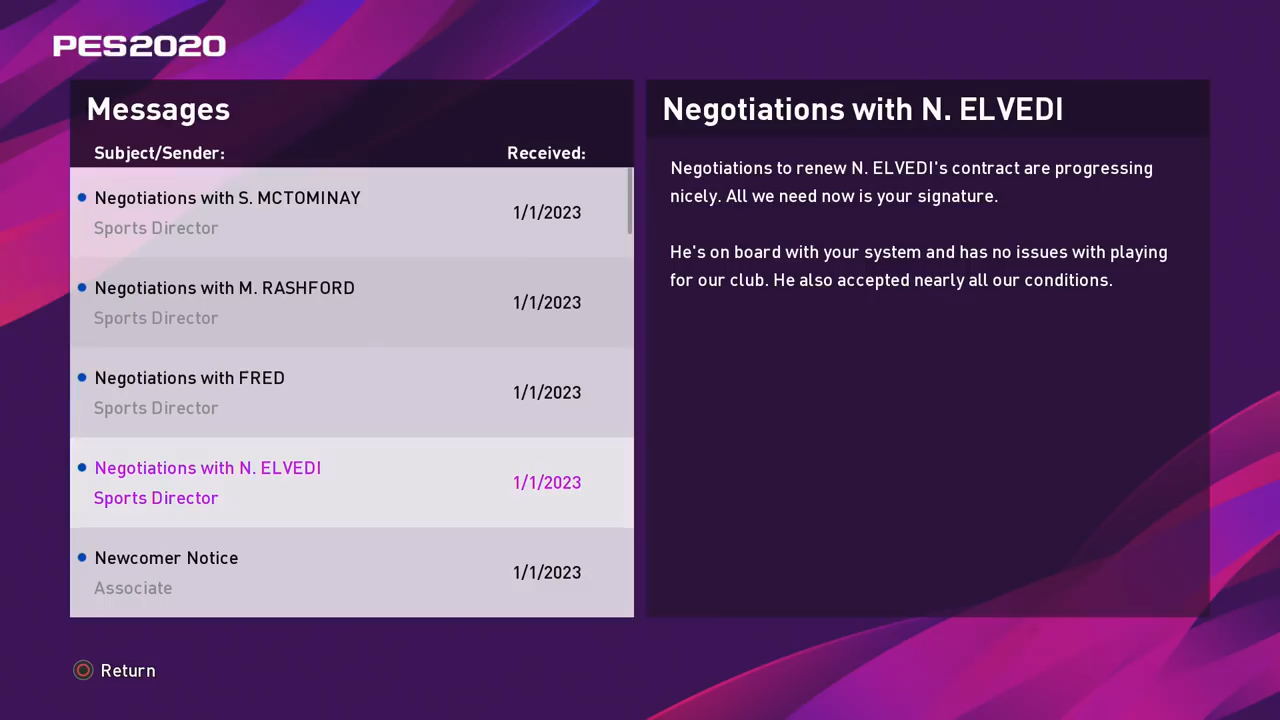 PES2020
Messages
Subject/Sender:
Received:
Negotiations with S. MCTOMINAY
Sports Director
1/1/2023
Negotiations with M. RASHFORD
Sports Director
1/1/2023
Negotiations with FRED
Sports Director
1/1/2023
Negotiations with N. ELVEDI
Sports Director
1/1/2023
Newcomer Notice
Associate
1/1/2023
Negotiations with N. ELVEDI
Negotiations to renew N. ELVEDI's contract are progressing
nicely. All we need now is your signature.
He's on board with your system and has no issues with playing
for our club. He also accepted nearly all our conditions.
Return